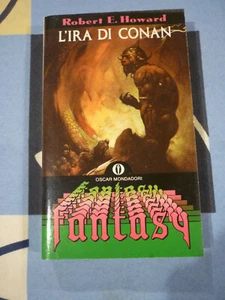 Robert E. Howard
L'IRA DI CONAN
OSCAR MONDADORI
fantasy
fantasy